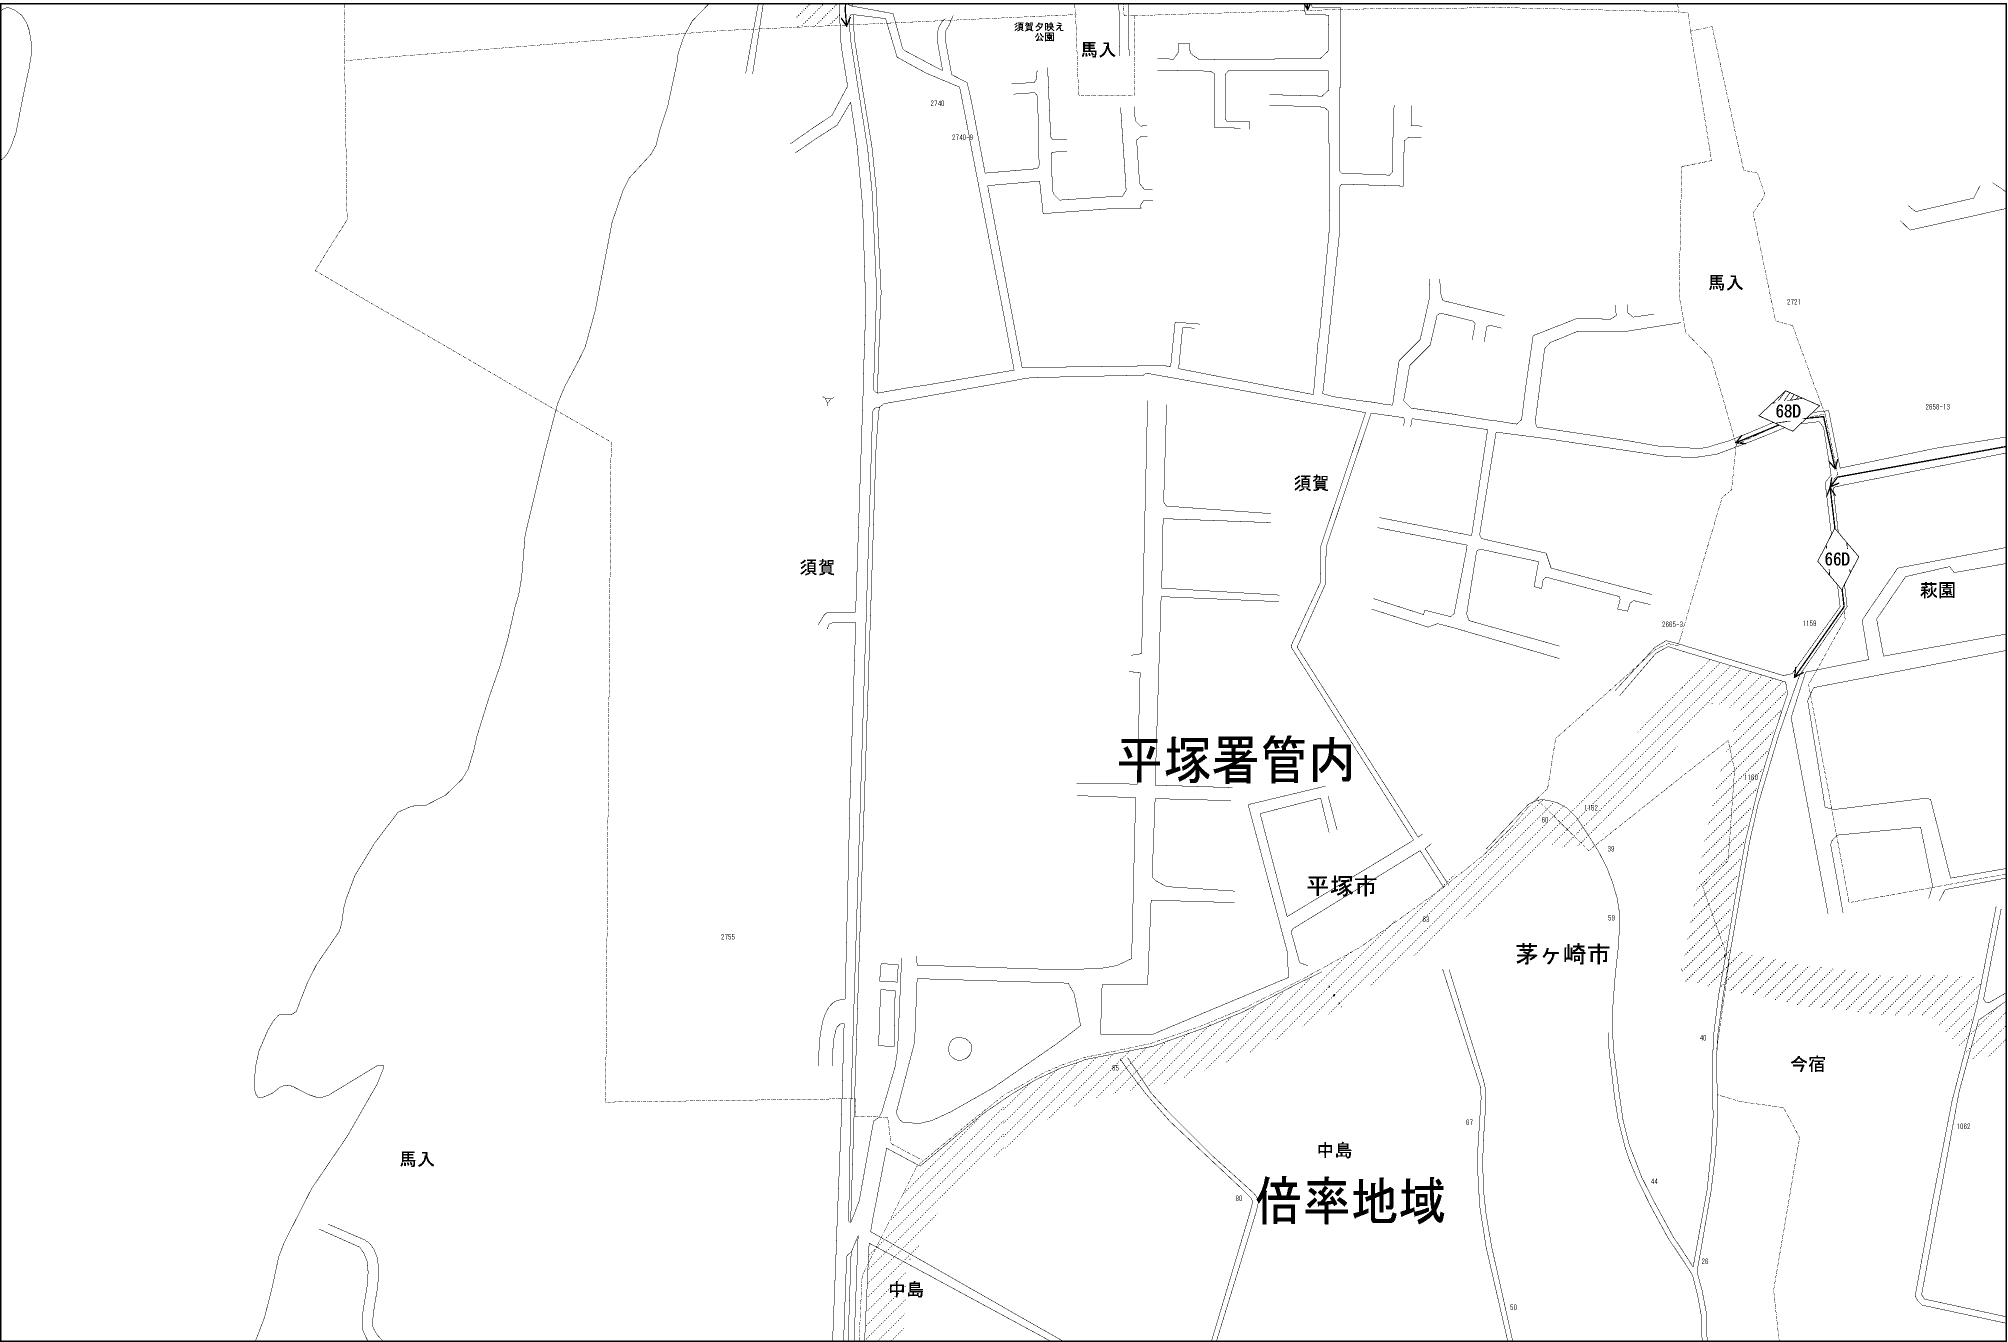 須賀夕映え
公園
馬入
2740
2740-9
馬入
2721
68D
2658-13
須賀
須賀
66D
萩園
2665-3
1159
平塚署管内
1160
1152
60
39
平塚市
63
59
茅ヶ崎市
2755
40
今宿
85
67
1062
中島
馬入
44
80
倍率地域
26
中島
50